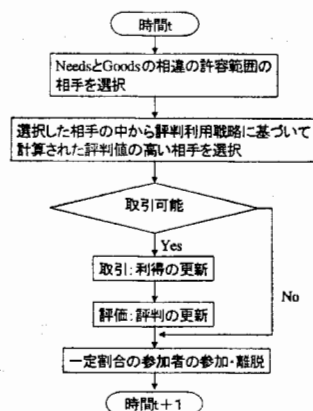 時間t
NeedsとGoodsの相違の許容範囲の
相手を選択
選択した相手の中から評判利用戦略に基づいて
計算された評判値の高い相手を選択
取引可能
Yes
取引:利得の更新
No
評価:評判の更新
一定割合の参加者の参加・離脱
時間t+1